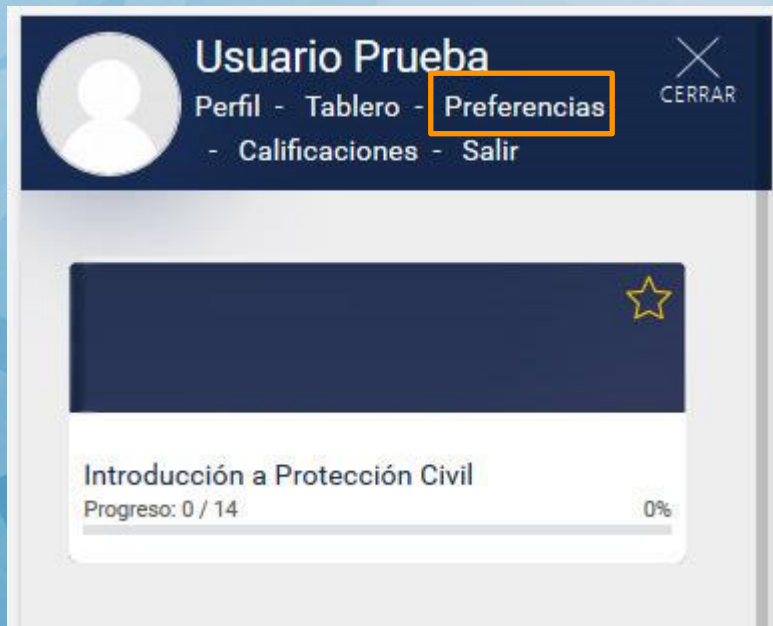 Usuario Prueba
Perfil - Tablero - Preferencias
- Calificaciones - Salir
CERRAR
Introducción a Protección Civil
Progreso: 0 / 14 0%